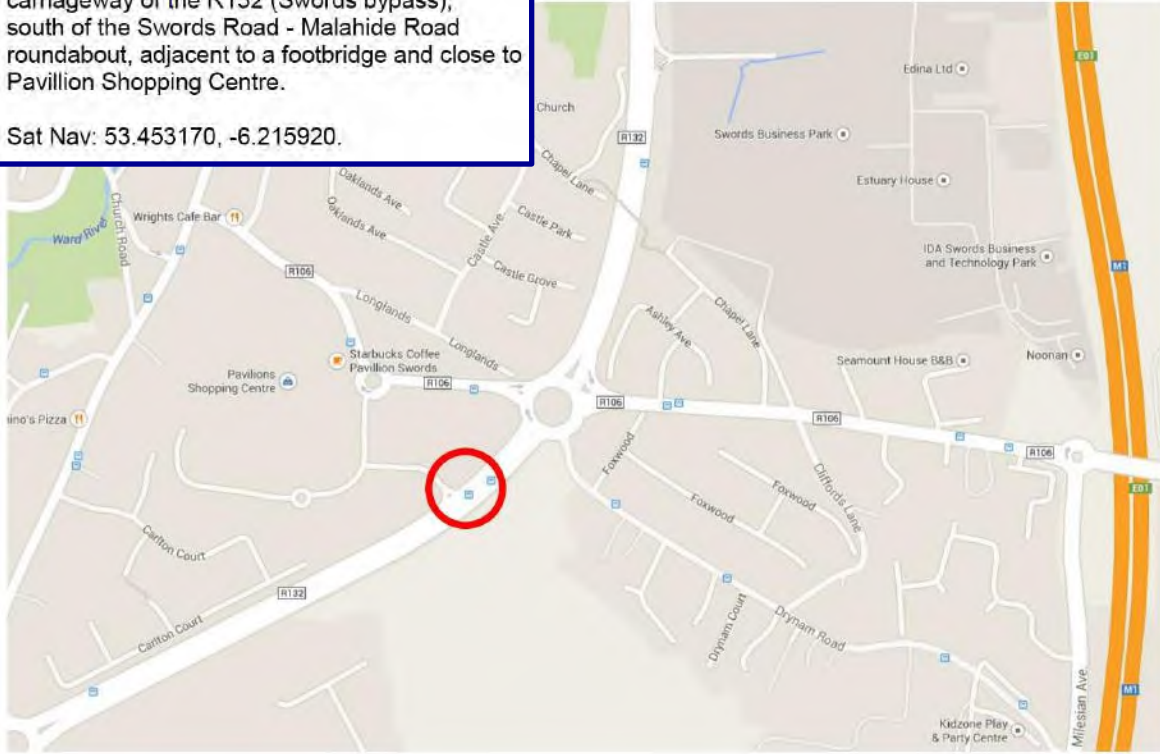 carriageway of the R132 (Swords bypass),
south of the Swords Road - Malahide Road
roundabout, adjacent to a footbridge and close to
Pavillion Shopping Centre.
Sat Nav: 53.453170, -6.215920.
E01
Edina Ltd
Church
R132
Swords Business Park
Chapel Lane
Oaklands Ave
Estuary House
Church Road
Wrights Cafe Bar
Oaklands Ave
Castle Ave
Castle Park
Ward River
IDA Swords Business
and Technology Park
M1
R106
Castle Grove
Longlands
Ashley Ave
Chapel Lane
Longlands
Starbucks Coffee
Pavillion Swords
Seamount House B&B
Noonan
Pavilions
Shopping Centre
R106
R106
ino's Pizza
R106
R106
Foxwood
Cliffords Lane
Foxwood
Foxwood
E01
Carlton Court
R132
Carlton Court
Drynam Court
Drynam Road
M1
Milesian Ave
Kidzone Play
& Party Centre